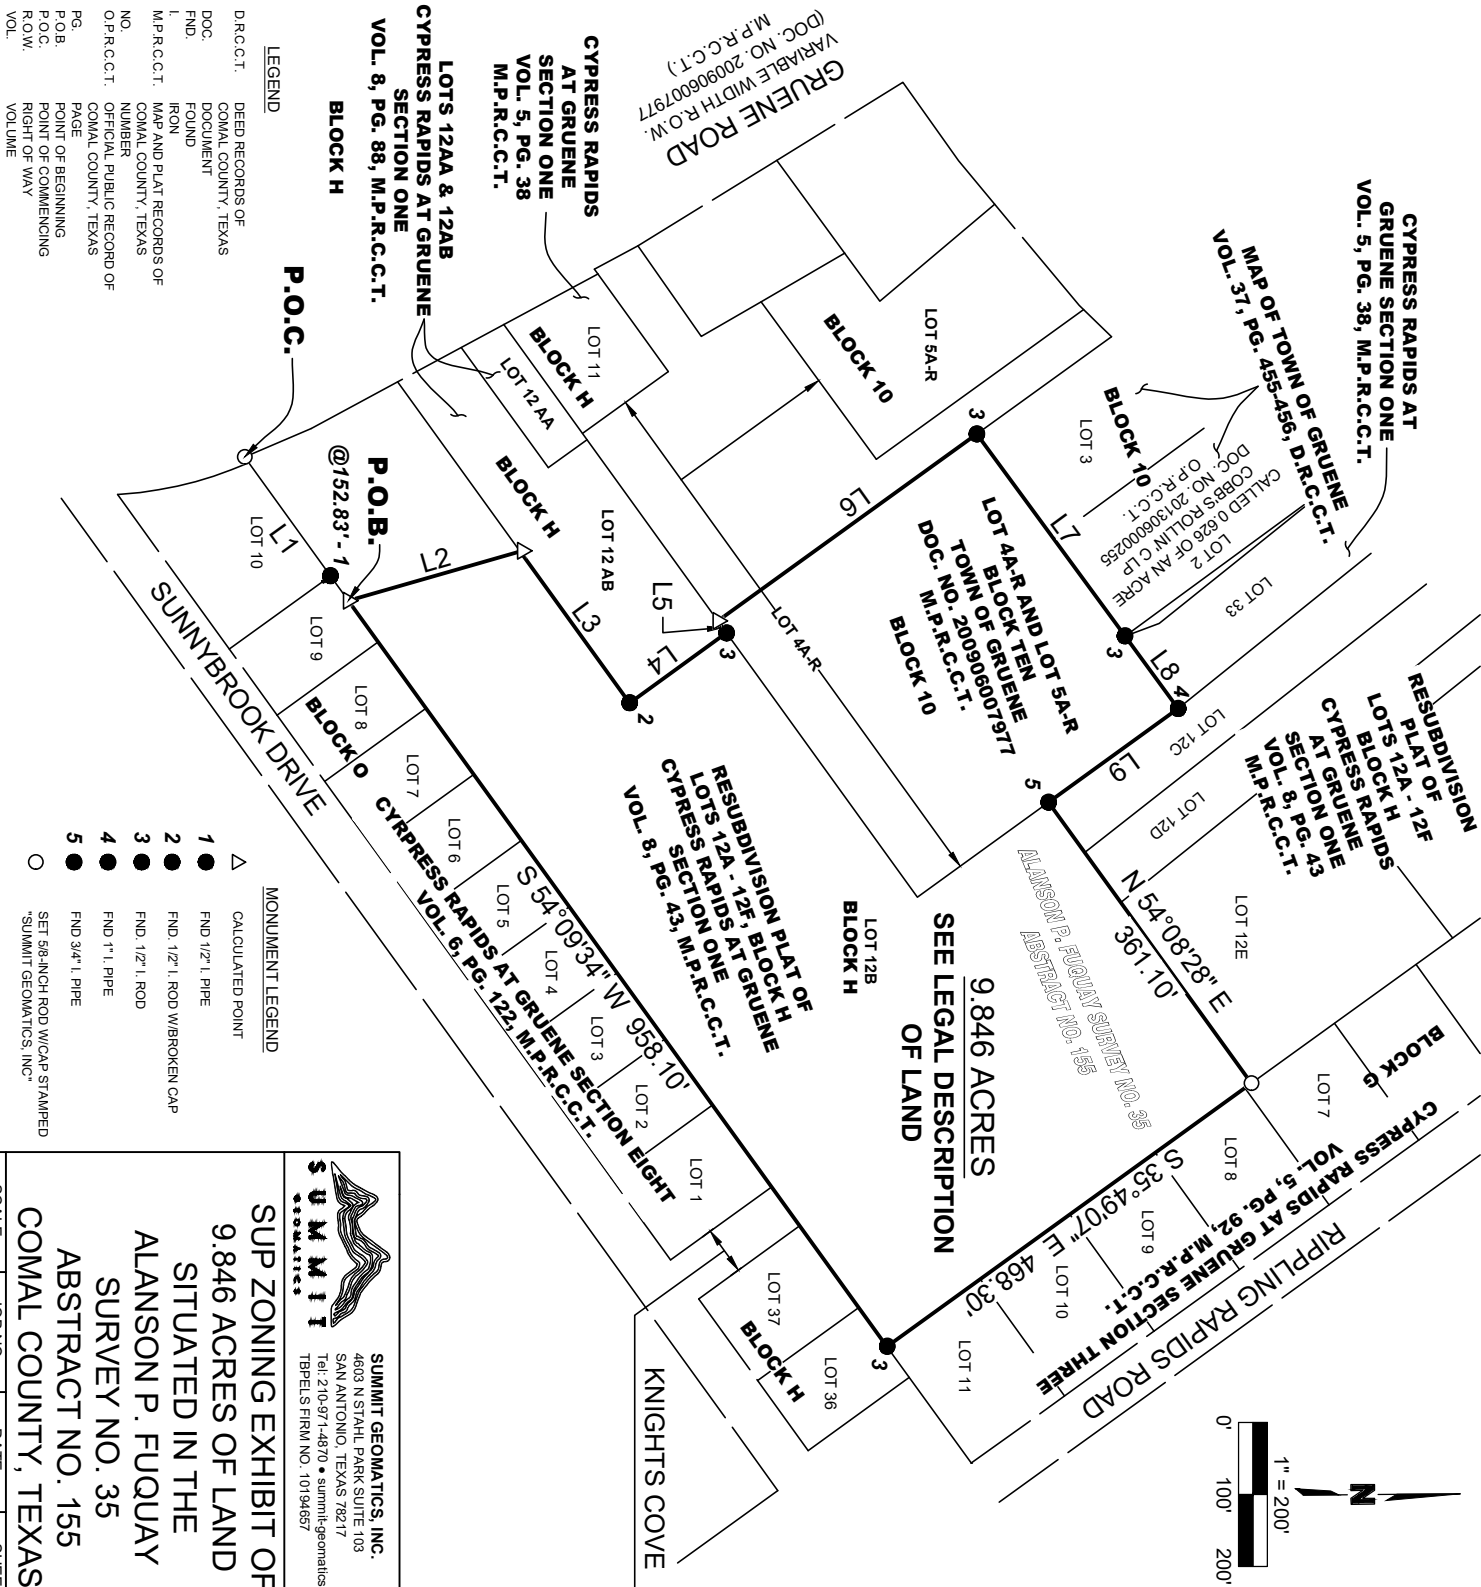 CYPRESS RAPIDS AT
GRUENE SECTION ONE
VOL. 5, PG. 38, M.P.R.C.C.T.
MAP OF TOWN OF GRUENE
VOL. 37, PG. 455-456, D.R.C.C.T.
RESUBDIVISION
PLAT OF
LOTS 12A - 12F
BLOCK H
CYPRESS RAPIDS
AT GRUENE
SECTION ONE
VOL. 8, PG. 43
M.P.R.C.C.T.
1" = 200'
0'
100'
200'
N
GRUENE ROAD
VARIABLE WIDTH R.O.W.
(DOC. NO. 200906007977
M.P.R.C.C.T.)
CYPRESS RAPIDS
AT GRUENE
SECTION ONE
VOL. 5, PG. 38
M.P.R.C.C.T.
LOTS 12AA & 12AB
CYPRESS RAPIDS AT GRUENE
SECTION ONE
VOL. 8, PG. 88, M.P.R.C.C.T.
BLOCK H
LOT 5A-R
BLOCK 10
LOT 3
BLOCK 10
LOT 2
CALLED 0.626 OF AN ACRE
COBB'S ROLLIN' C LP
DOC. NO. 201306000255
O.P.R.C.C.T.
LOT 33
LOT 12C
LOT 12D
LOT 12E
LOT 11
BLOCK H
LOT 12 AA
BLOCK H
LOT 12 AB
LOT 4A-R AND LOT 5A-R
BLOCK TEN
TOWN OF GRUENE
DOC. NO. 200906007977
M.P.R.C.C.T.
BLOCK 10
LOT 4A-R
L1
L2
L3
L4
L5
L6
L7
L8
L9
3
3
4
5
3
2
3
N 54°08'28" E
361.10'
S 35°49'07" E 468.30'
S 54°09'34" W 958.10'
P.O.C.
P.O.B.
@152.83' - 1
ALANSON P. FUQUAY SURVEY NO. 35
ABSTRACT NO. 155
9.846 ACRES
SEE LEGAL DESCRIPTION
OF LAND
LOT 12B
BLOCK H
RESUBDIVISION PLAT OF
LOTS 12A - 12F, BLOCK H
CYPRESS RAPIDS AT GRUENE
SECTION ONE
VOL. 8, PG. 43, M.P.R.C.C.T.
BLOCK G
LOT 7
LOT 8
LOT 9
LOT 10
LOT 11
CYPRESS RAPIDS AT GRUENE SECTION THREE
VOL. 5, PG. 92, M.P.R.C.C.T.
RIPPLING RAPIDS ROAD
LOT 10
LOT 9
LOT 8
LOT 7
LOT 6
LOT 5
LOT 4
LOT 3
LOT 2
LOT 1
BLOCK O
CYRPRESS RAPIDS AT GRUENE SECTION EIGHT
VOL. 6, PG. 122, M.P.R.C.C.T.
SUNNYBROOK DRIVE
LOT 37
LOT 36
BLOCK H
KNIGHTS COVE
LEGEND
D.R.C.C.T. DEED RECORDS OF
COMAL COUNTY, TEXAS
DOC. DOCUMENT
FND. FOUND
I. IRON
M.P.R.C.C.T. MAP AND PLAT RECORDS OF
COMAL COUNTY, TEXAS
NO. NUMBER
O.P.R.C.C.T. OFFICIAL PUBLIC RECORD OF
COMAL COUNTY, TEXAS
PG. PAGE
P.O.B. POINT OF BEGINNING
P.O.C. POINT OF COMMENCING
R.O.W. RIGHT OF WAY
VOL. VOLUME
MONUMENT LEGEND
CALCULATED POINT
1 FND 1/2" I. PIPE
2 FND. 1/2" I. ROD W/BROKEN CAP
3 FND. 1/2" I. ROD
4 FND 1" I. PIPE
5 FND 3/4" I. PIPE
SET 5/8-INCH ROD W/CAP STAMPED
"SUMMIT GEOMATICS, INC"
SUMMIT
GEOMATICS
SUMMIT GEOMATICS, INC.
4603 N STAHL PARK SUITE 103
SAN ANTONIO, TEXAS 78217
Tel: 210-971-4870 • summit-geomatics
TBPELS FIRM NO. 10194657
SUP ZONING EXHIBIT OF
9.846 ACRES OF LAND
SITUATED IN THE
ALANSON P. FUQUAY
SURVEY NO. 35
ABSTRACT NO. 155
COMAL COUNTY, TEXAS